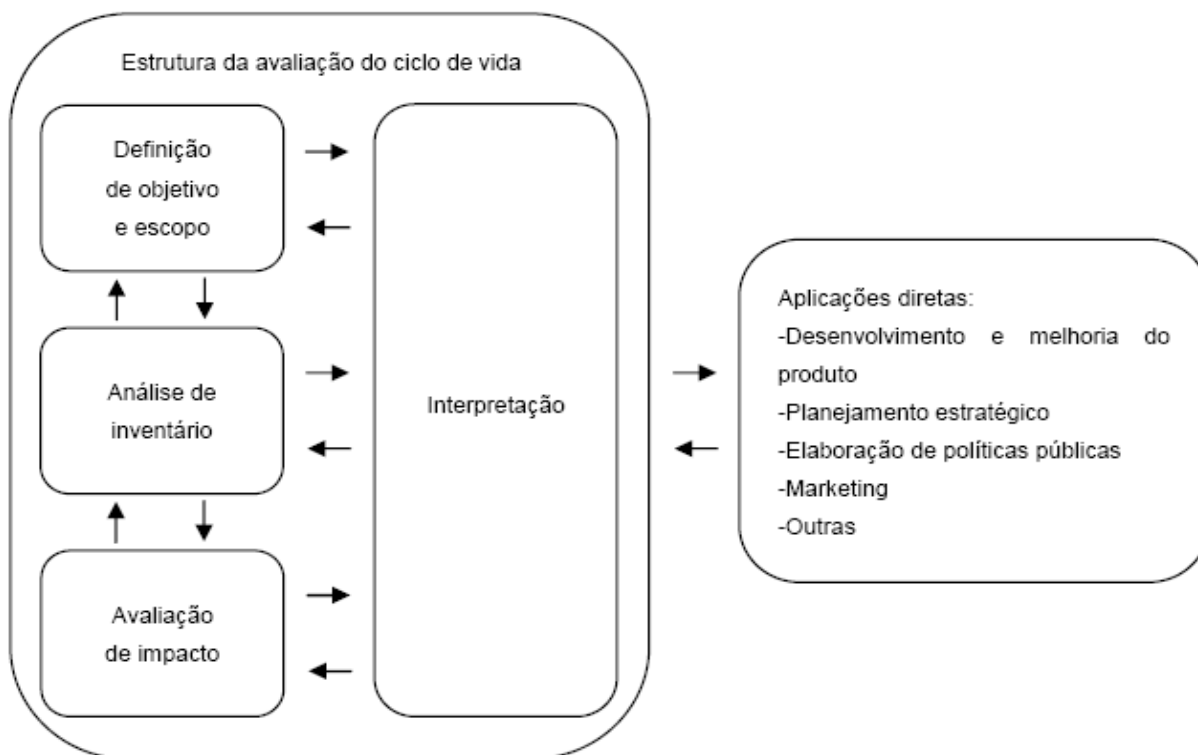 Estrutura da avaliação do ciclo de vida
Definição
de objetivo
e escopo
Análise de
inventário
Avaliação
de impacto
Interpretação
Aplicações diretas:
-Desenvolvimento e melhoria do
produto
-Planejamento estratégico
-Elaboração de políticas públicas
-Marketing
-Outras